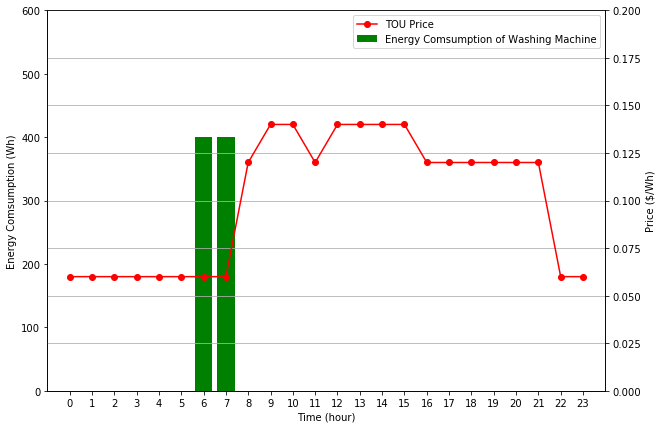 TOU Price
Energy Comsumption of Washing Machine
600
500
400
300
200
100
0
Energy Comsumption (Wh)
0.200
0.175
0.150
0.125
0.100
0.075
0.050
0.025
0.000
Price ($/Wh)
0 1 2 3 4 5 6 7 8 9 10 11 12 13 14 15 16 17 18 19 20 21 22 23
Time (hour)